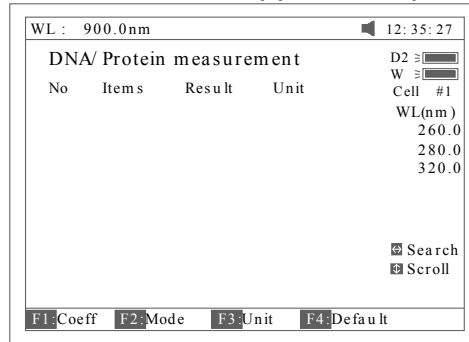 WL: 900.0nm 12:35:27
DNA/Protein measurement
D2
W
No Items Result Unit
Cell #1
WL(nm)
260.0
280.0
320.0
Search
Scroll
F1:Coeff F2:Mode F3:Unit F4:Default